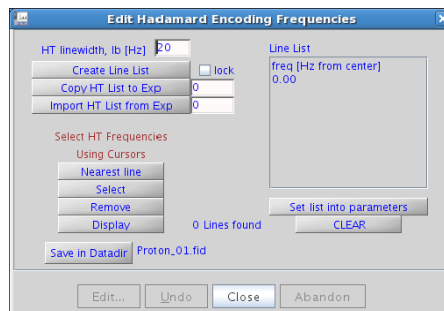 Edit Hadamard Encoding Frequencies
HT linewidth, lb [Hz] 20
Create Line List lock
Copy HT List to Exp 0
Import HT List from Exp 0
Select HT Frequencies
Using Cursors
Nearest line
Select
Remove
Display
0 Lines found
Save in Datadir Proton_01.fid
Line List
freq [Hz from center]
0.00
Set list into parameters
CLEAR
Edit... Undo Close Abandon